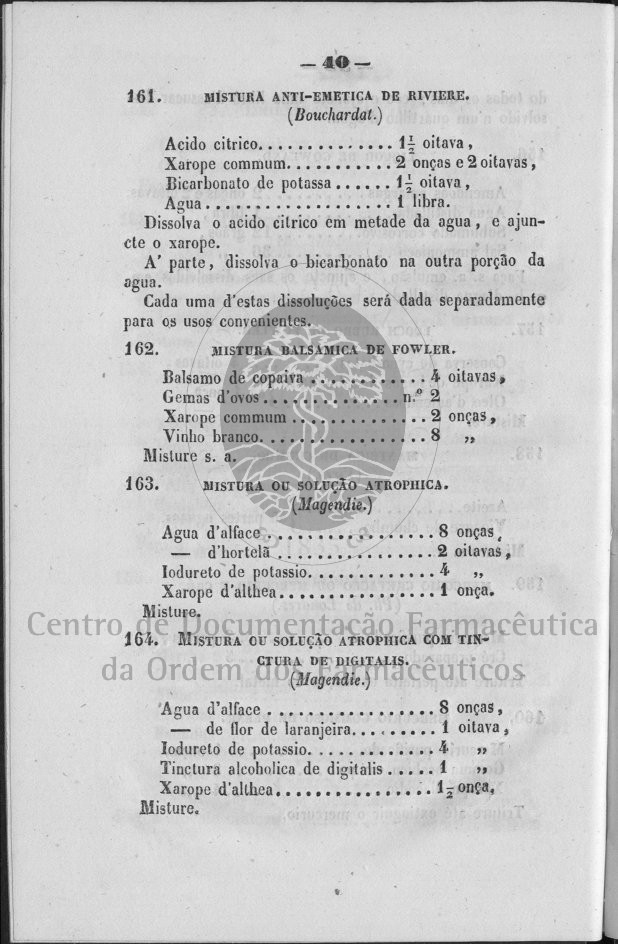 — 40 —
161. MISTURA ANTI-EMETICA DE RIVIERE.
(Bouchardat.)
Acido citrico. . . . . . . . . . . . . . 1½ oitava,
Xarope commum. . . . . . . . . . . 2 onças e 2 oitavas,
Bicarbonato de potassa . . . . . . 1½ oitava,
Agua . . . . . . . . . . . . . . . . . . . 1 libra.
Dissolva o acido citrico em metade da agua, e ajun-
cte o xarope.
A' parte, dissolva o bicarbonato na outra porção da
agua.
Cada uma d'estas dissoluções será dada separadamente
para os usos convenientes.
162. MISTURA BALSAMICA DE FOWLER.
Balsamo de copaiva . . . . . . . . . . . . 4 oitavas,
Gemas d'ovos . . . . . . . . . . . . . . n.º 2
Xarope commum . . . . . . . . . . . . . . 2 onças,
Vinho branco. . . . . . . . . . . . . . . . . 8 „
Misture s. a.
163. MISTURA OU SOLUÇÃO ATROPHICA.
(Magendie.)
Agua d'alface . . . . . . . . . . . . . . . . . 8 onças,
— d'hortelã . . . . . . . . . . . . . . . . 2 oitavas,
Iodureto de potassio. . . . . . . . . . . . . 4 „
Xarope d'althea . . . . . . . . . . . . . . . . 1 onça.
Misture.
164. MISTURA OU SOLUÇÃO ATROPHICA COM TIN-
CTURA DE DIGITALIS.
(Magendie.)
Agua d'alface . . . . . . . . . . . . . . . . . 8 onças,
— de flor de laranjeira. . . . . . . . . 1 oitava,
Iodureto de potassio. . . . . . . . . . . . . 4 „
Tinctura alcoholica de digitalis . . . . . 1 „
Xarope d'althea . . . . . . . . . . . . . . . . 1½ onça.
Misture.
Centro de Documentação Farmacêutica
da Ordem dos Farmacêuticos